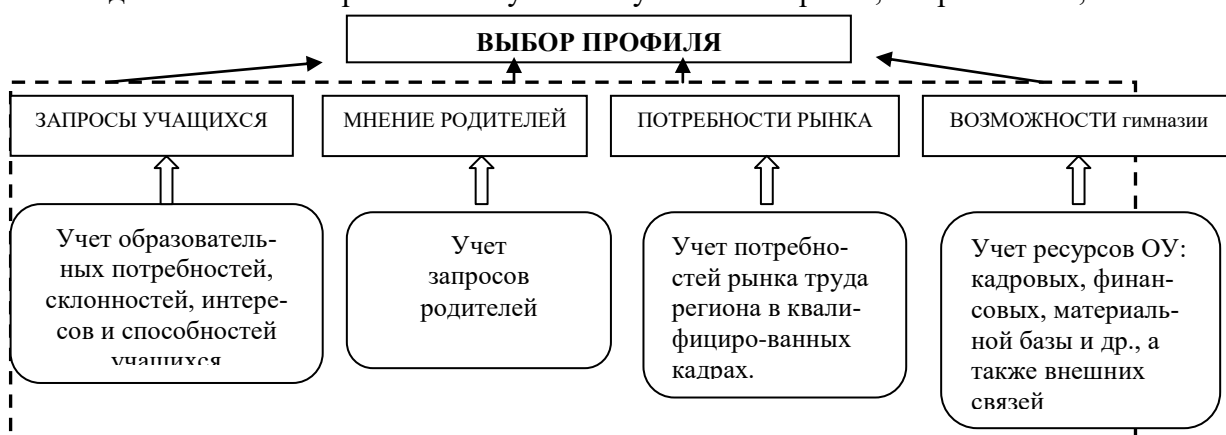 ВЫБОР ПРОФИЛЯ
ЗАПРОСЫ УЧАЩИХСЯ
МНЕНИЕ РОДИТЕЛЕЙ
ПОТРЕБНОСТИ РЫНКА
ВОЗМОЖНОСТИ гимназии
Учет образователь-
ных потребностей,
склонностей, интере-
сов и способностей
учащихся
Учет
запросов
родителей
Учет потребно-
стей рынка труда
региона в квали-
фициро-ванных
кадрах.
Учет ресурсов ОУ:
кадровых, финан-
совых, материаль-
ной базы и др., а
также внешних
связей